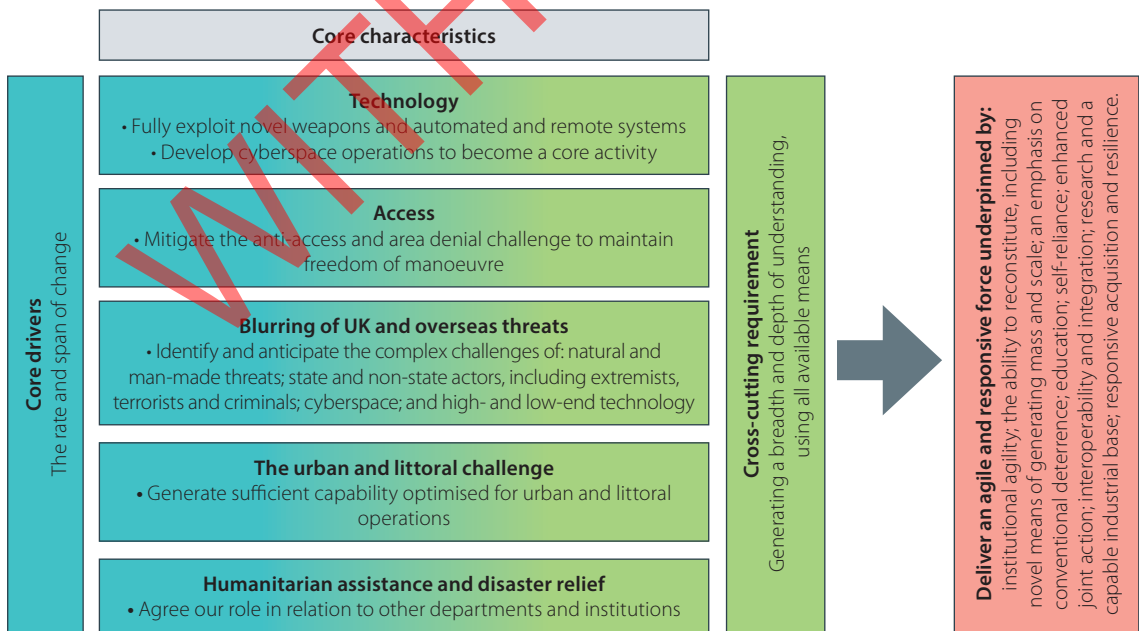 Core characteristics
Core drivers
The rate and span of change
Technology
• Fully exploit novel weapons and automated and remote systems
• Develop cyberspace operations to become a core activity
Access
• Mitigate the anti-access and area denial challenge to maintain
freedom of manoeuvre
Blurring of UK and overseas threats
• Identify and anticipate the complex challenges of: natural and
man-made threats; state and non-state actors, including extremists,
terrorists and criminals; cyberspace; and high- and low-end technology
The urban and littoral challenge
• Generate sufficient capability optimised for urban and littoral
operations
Humanitarian assistance and disaster relief
• Agree our role in relation to other departments and institutions
Cross-cutting requirement
Generating a breadth and depth of understanding,
using all available means
Deliver an agile and responsive force underpinned by:
institutional agility; the ability to reconstitute, including
novel means of generating mass and scale; an emphasis on
conventional deterrence; education; self-reliance; enhanced
joint action; interoperability and integration; research and a
capable industrial base; responsive acquisition and resilience.
WITH